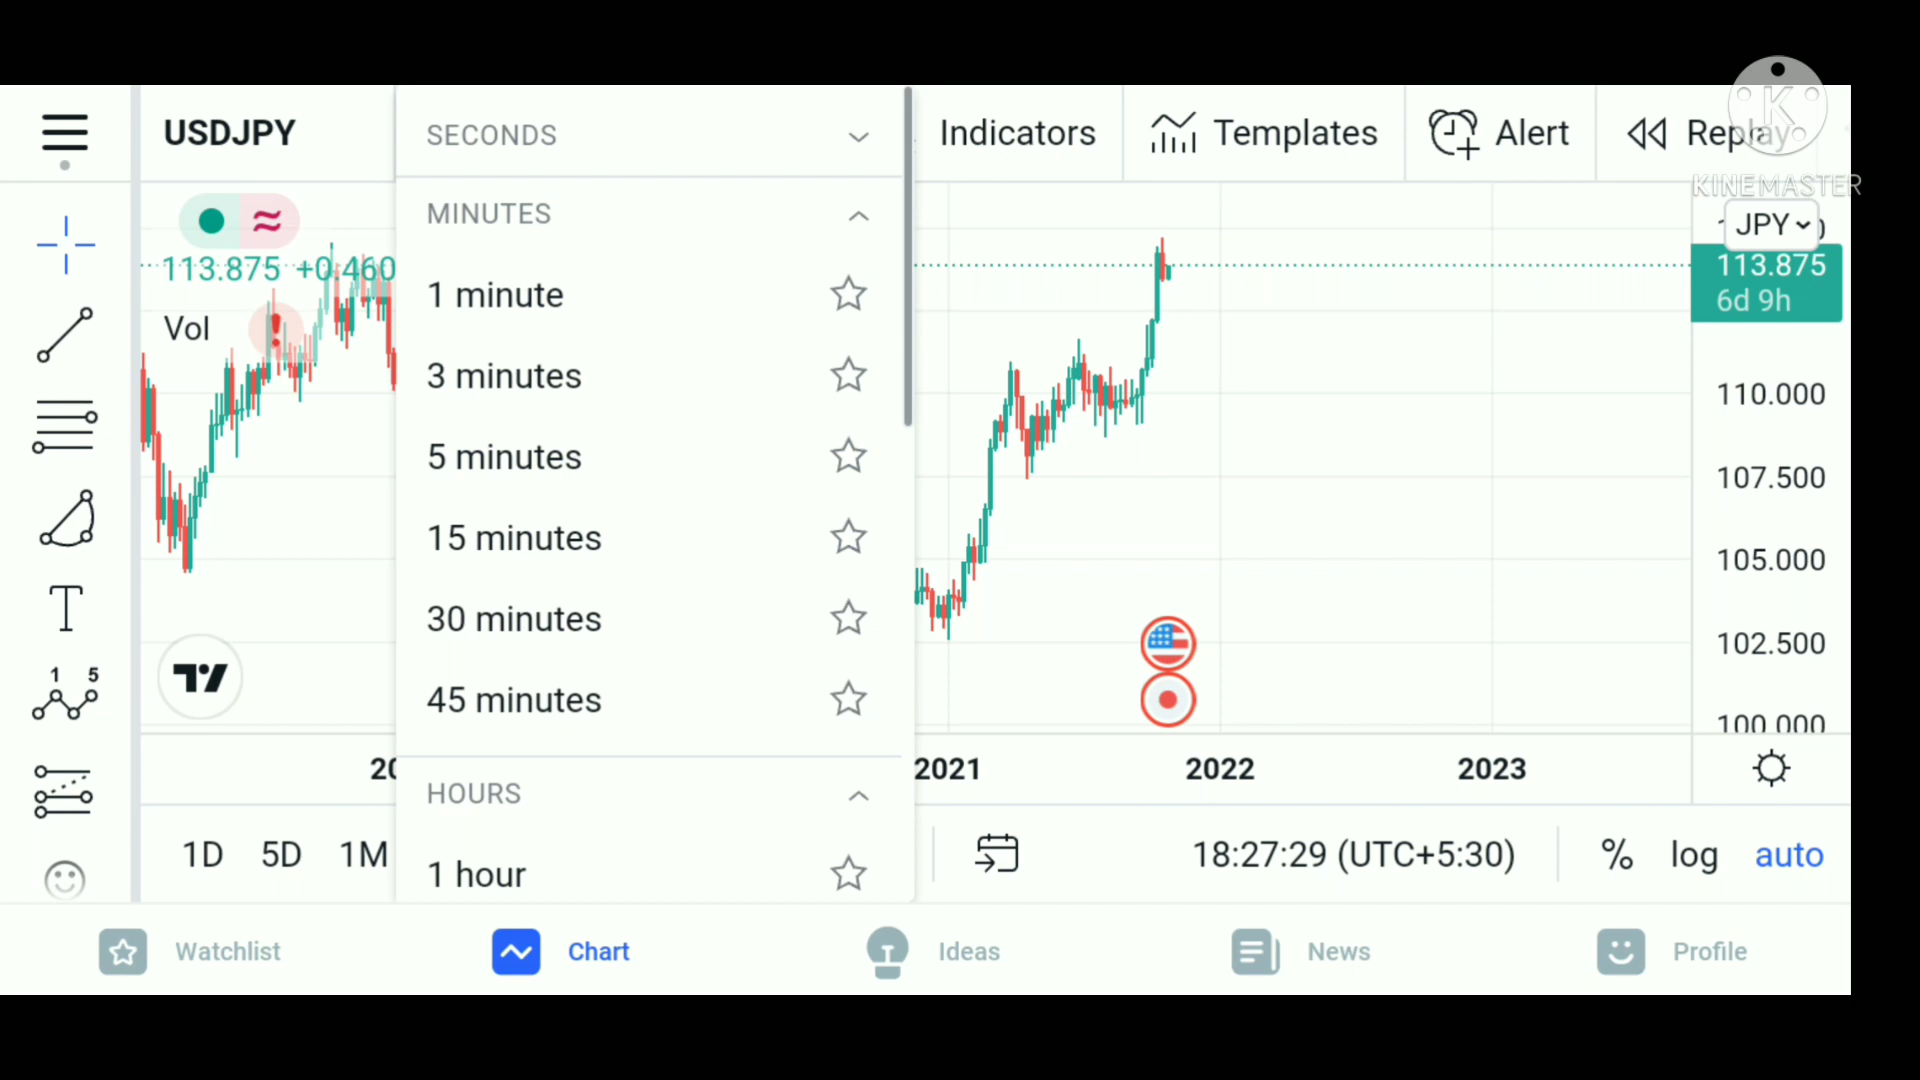 USDJPY
SECONDS
Indicators
Templates
Alert
Replay
KINEMASTER
MINUTES
JPY
113.875 +0.460
113.875
6d 9h
Vol
1 minute
3 minutes
5 minutes
15 minutes
30 minutes
45 minutes
110.000
107.500
105.000
102.500
100.000
1 5
2021
2022
2023
HOURS
1D 5D 1M
1 hour
18:27:29 (UTC+5:30)
% log auto
Watchlist
Chart
Ideas
News
Profile